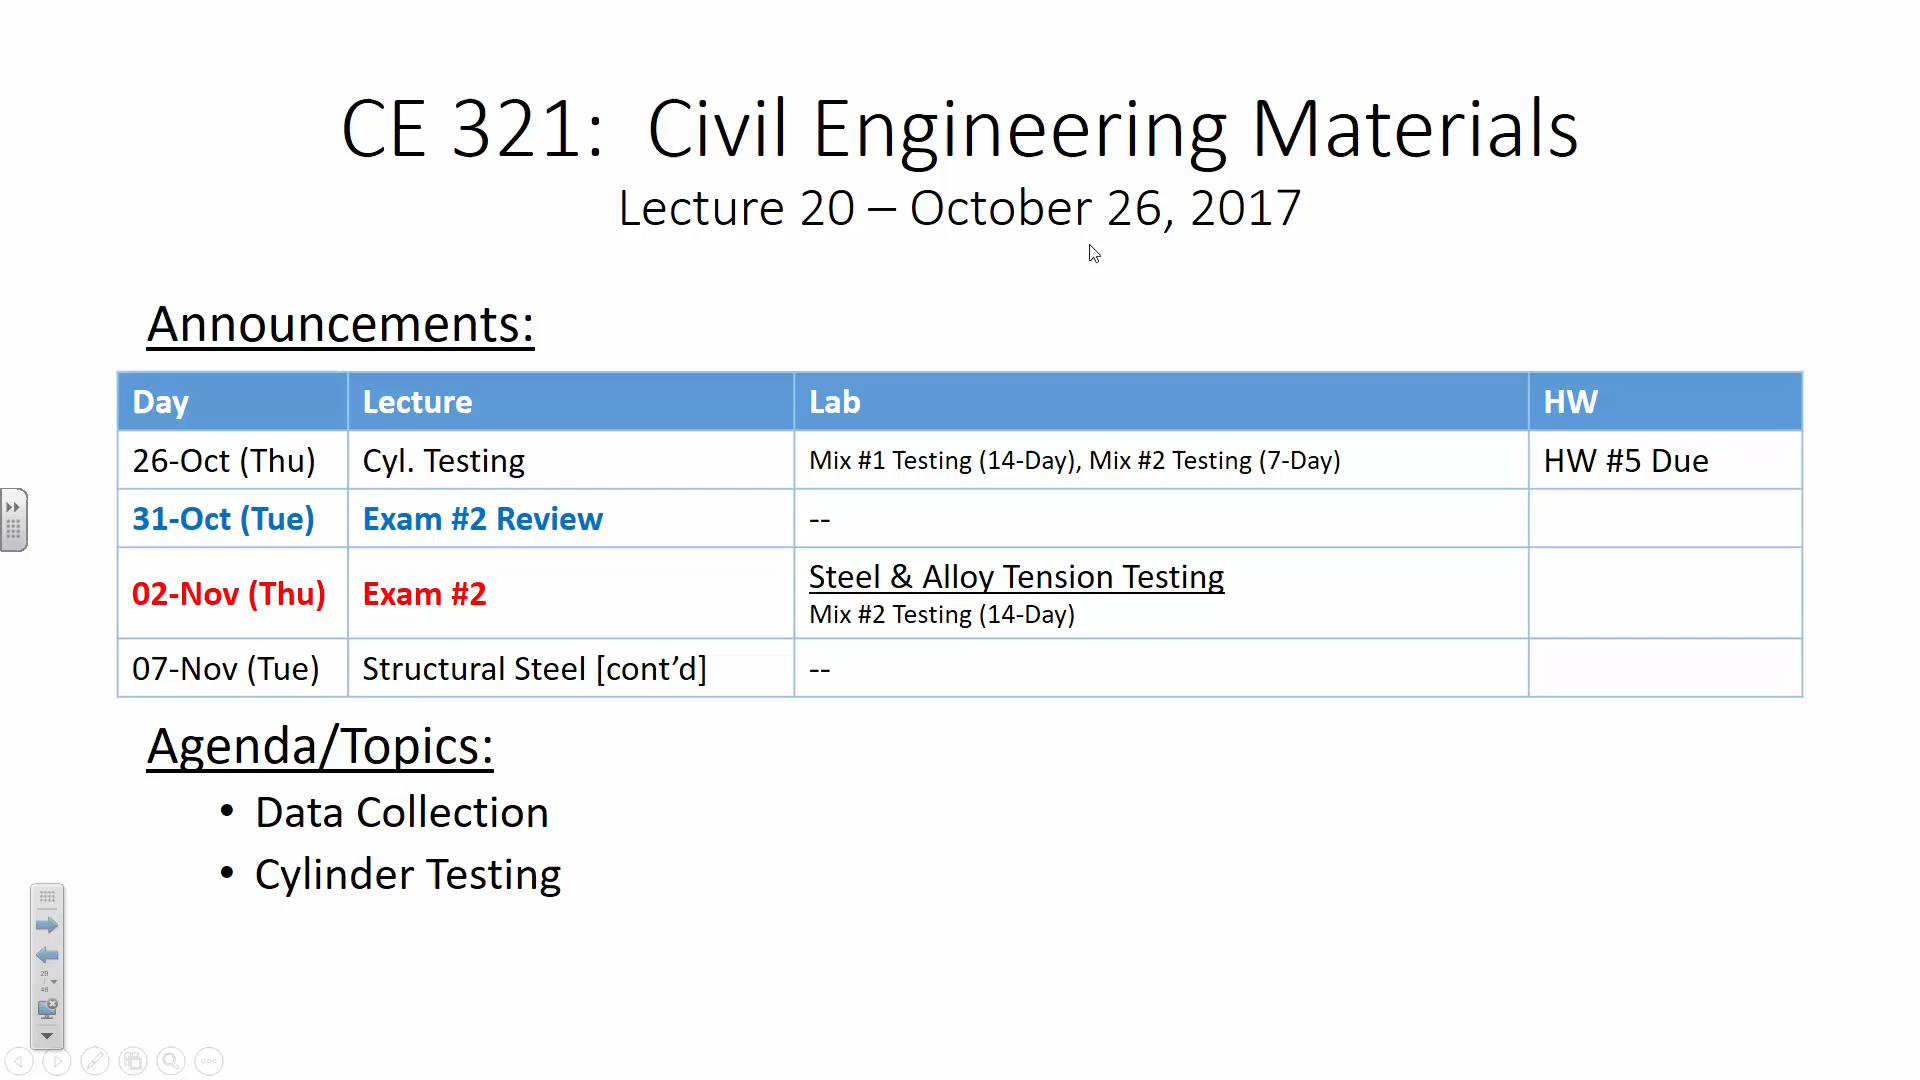 CE 321:  Civil Engineering Materials
Lecture 20 – October 26, 2017
Announcements:
Day Lecture Lab HW
26-Oct (Thu) Cyl. Testing Mix #1 Testing (14-Day), Mix #2 Testing (7-Day) HW #5 Due
31-Oct (Tue) Exam #2 Review --
02-Nov (Thu) Exam #2 Steel & Alloy Tension Testing
Mix #2 Testing (14-Day)
07-Nov (Tue) Structural Steel [cont’d] --
Agenda/Topics:
• Data Collection
• Cylinder Testing
29
/
48